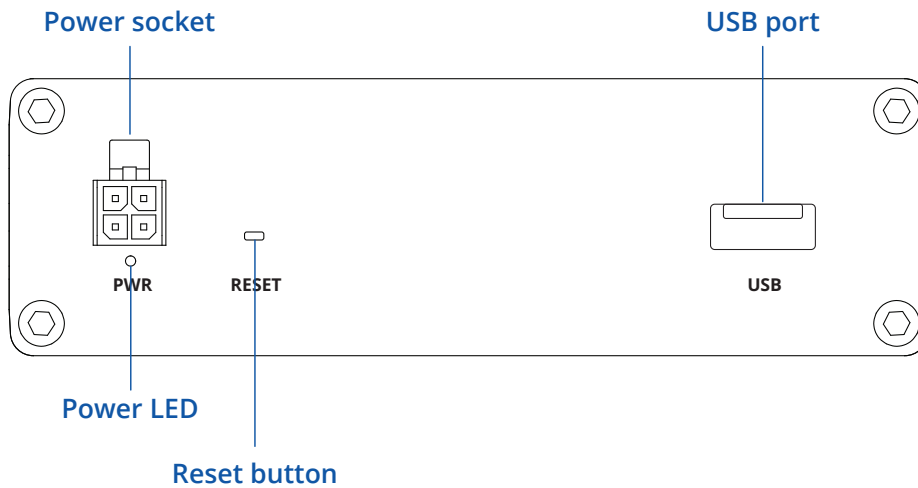 Power socket
USB port
PWR
RESET
USB
Power LED
Reset button